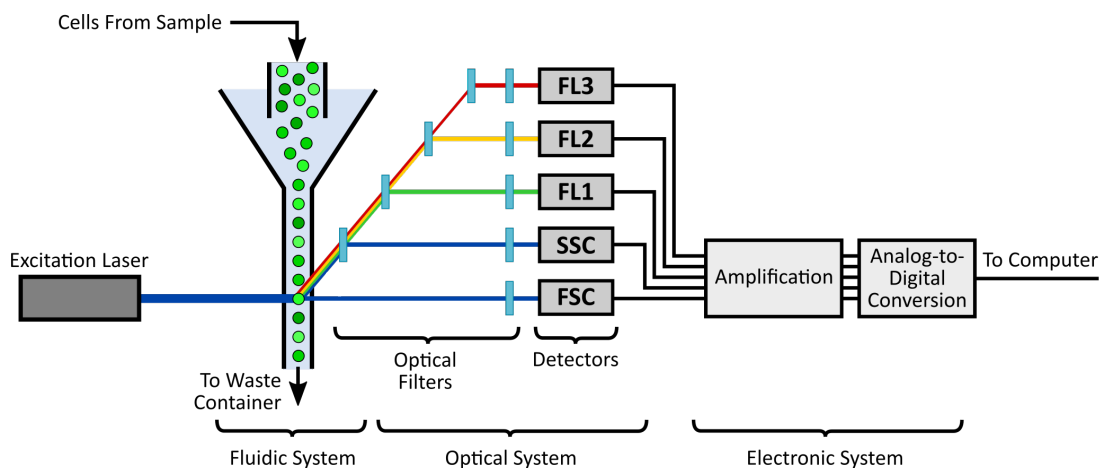 Cells From Sample
FL3
FL2
FL1
SSC
FSC
Excitation Laser
Amplification
Analog-to-
Digital
Conversion
To Computer
Optical
Filters
Detectors
To Waste
Container
Fluidic System
Optical System
Electronic System